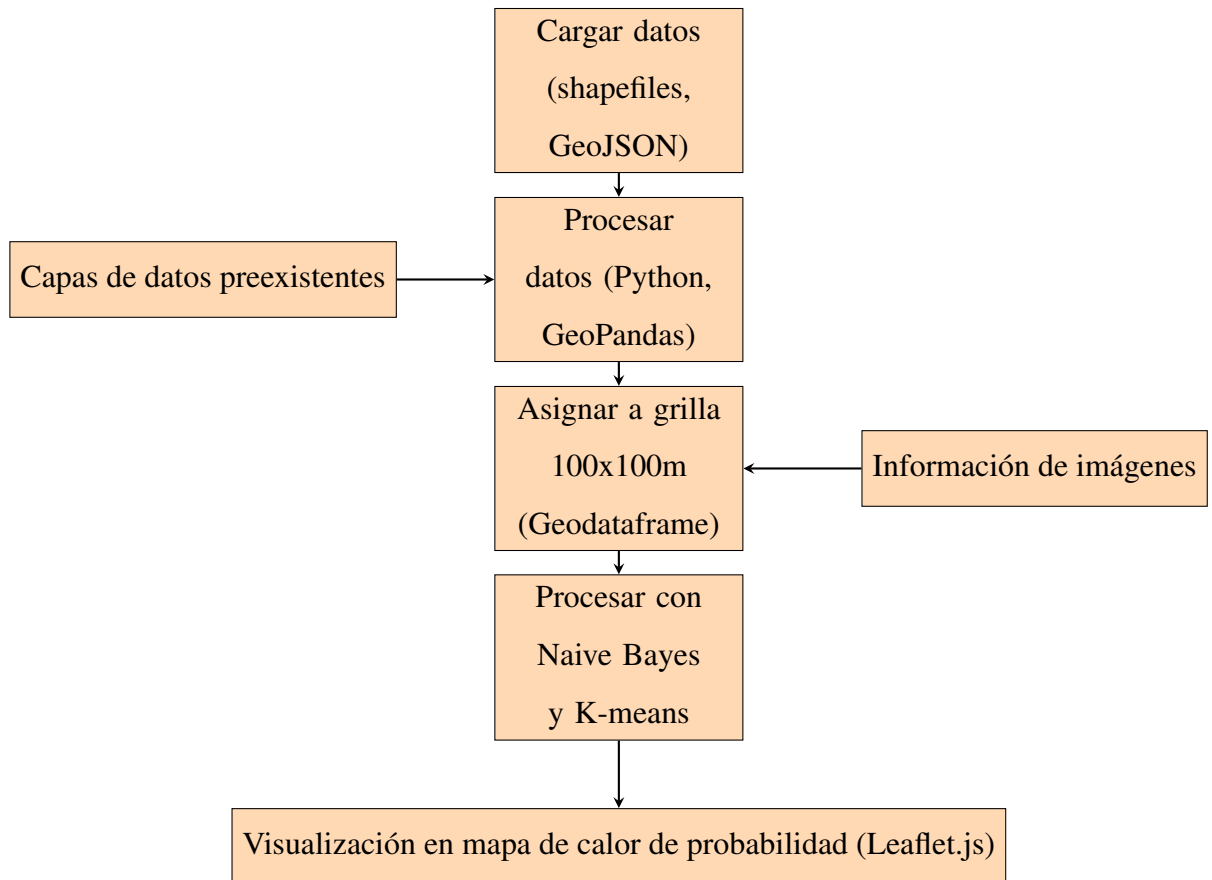 Cargar datos
(shapefiles,
GeoJSON)
Procesar
datos (Python,
GeoPandas)
Capas de datos preexistentes
Asignar a grilla
100x100m
(Geodataframe)
Información de imágenes
Procesar con
Naive Bayes
y K-means
Visualización en mapa de calor de probabilidad (Leaflet.js)